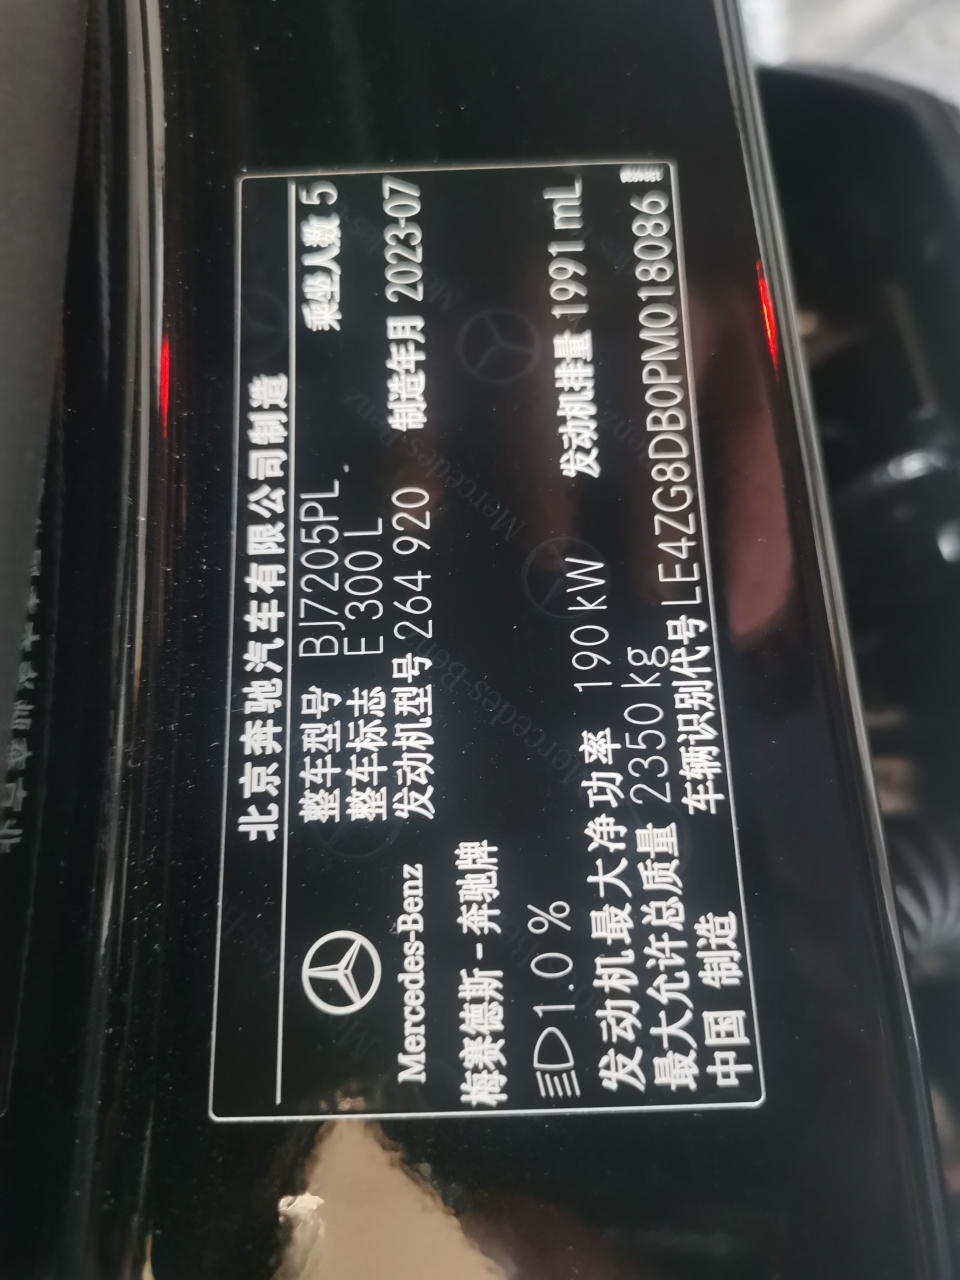 北京奔驰汽车有限公司制造
整车型号 BJ7205PL 乘坐人数 5
整车标志 E 300 L
发动机型号 264 920 制造年月 2023-07
Mercedes-Benz
梅赛德斯-奔驰牌
1.0 %
发动机最大净功率 190 kW 发动机排量 1991 mL
最大允许总质量 2350 kg
中国 制造 车辆识别代号 LE4ZG8DB0PM018086